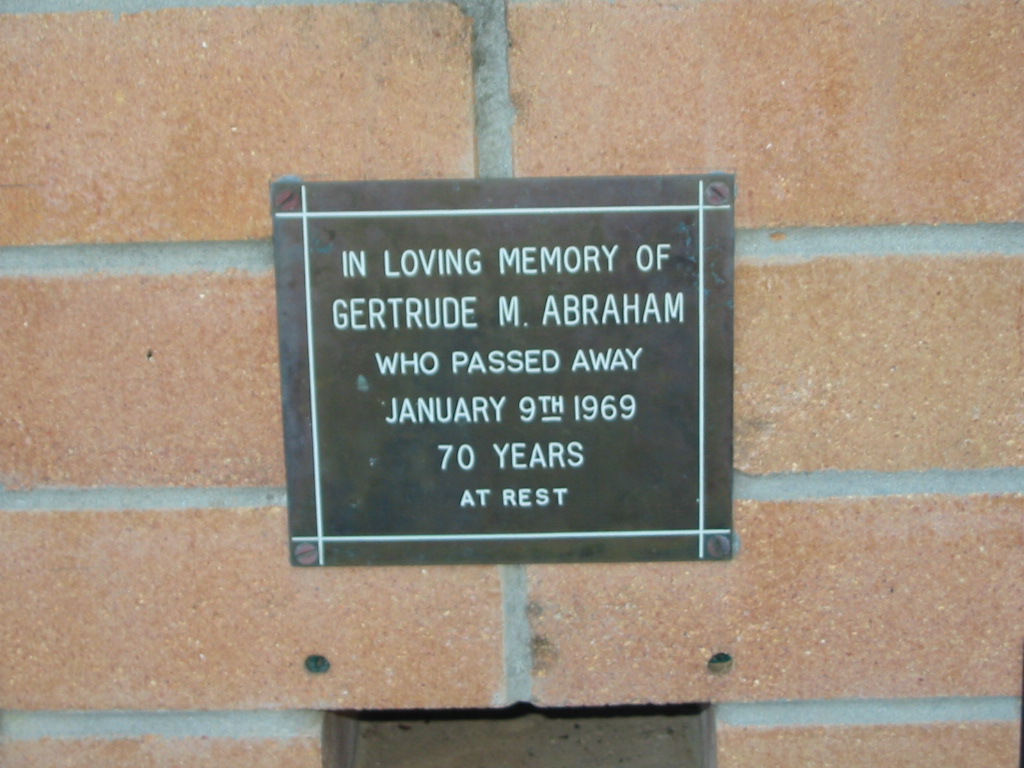 IN LOVING MEMORY OF
GERTRUDE M. ABRAHAM
WHO PASSED AWAY
JANUARY 9TH 1969
70 YEARS
AT REST